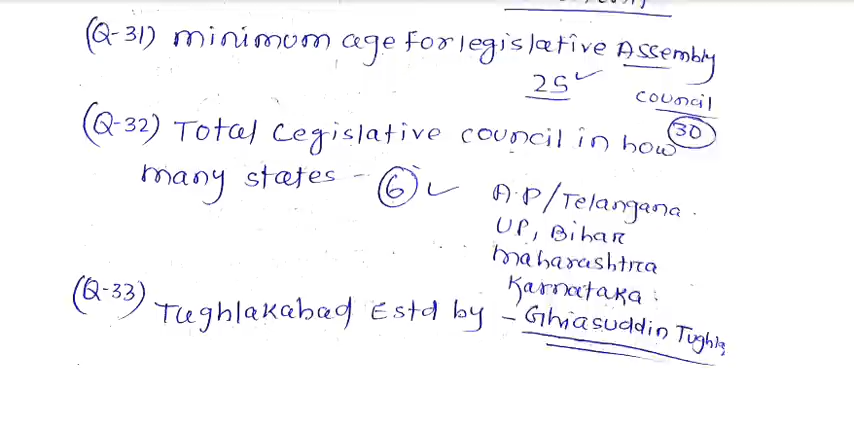 (Q-31) minimum age for legislative Assembly
25 ✓
council
(30)
(Q-32) Total Legislative council in how
many states - (6) ✓
A.P/Telangana.
UP, Bihar
maharashtra
Karnataka.
(Q-33) Tughlakabad Estd by - Ghiasuddin Tughla